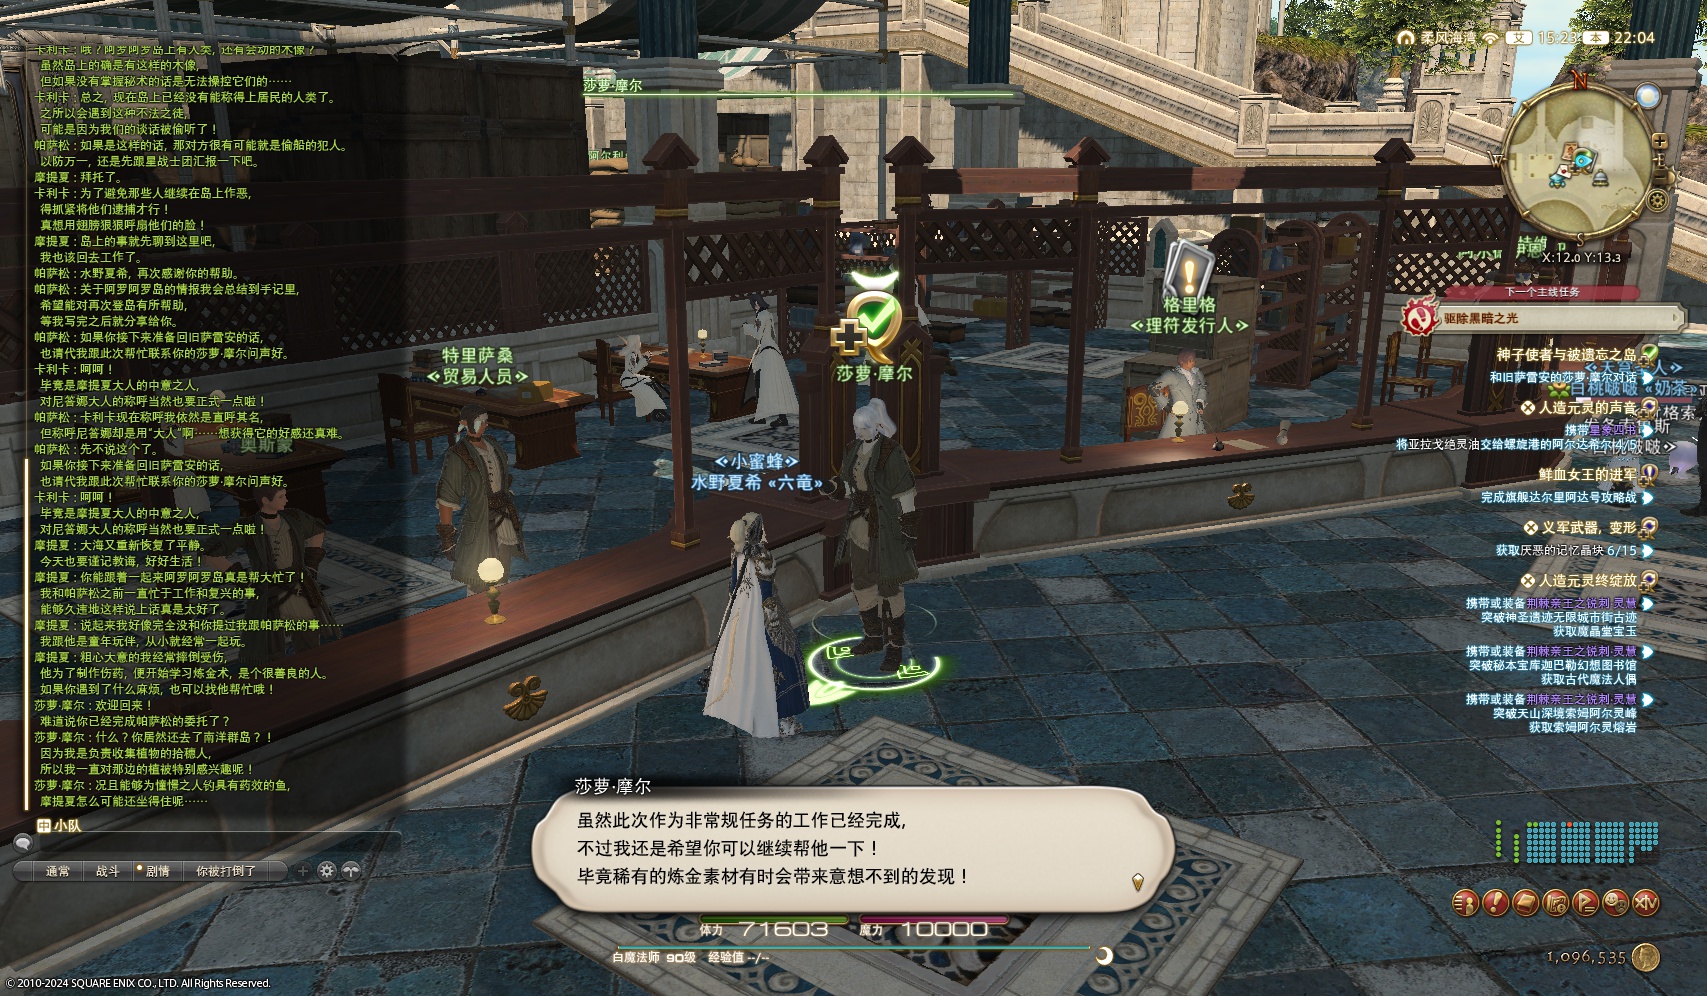 卡利卡：哦？阿罗阿罗岛上有人类，还有会动的木像？
虽然岛上的确是有这样的木像，
但如果没有掌握秘术的话是无法操控它们的……
卡利卡：总之，现在岛上已经没有能称得上居民的人类了。
之所以会遇到这种不法之徒，
可能是因为我们的谈话被偷听了！
帕萨松：如果是这样的话，那对方很有可能就是偷船的犯人。
以防万一，还是先跟星战士团汇报一下吧。
摩提夏：拜托了。
卡利卡：为了避免那些人继续在岛上作恶，
得抓紧将他们逮捕才行！
真想用翅膀狠狠呼扇他们的脸！
摩提夏：岛上的事就先聊到这里吧，
我也该回去工作了。
帕萨松：水野夏希，再次感谢你的帮助。
帕萨松：关于阿罗阿罗岛的情报我会总结到手记里，
希望能对再次登岛有所帮助，
等我写完之后就分享给你。
帕萨松：如果你接下来准备回旧萨雷安的话，
也请代我跟此次帮忙联系你的莎萝·摩尔问声好。
卡利卡：呵呵！
毕竟是摩提夏大人的中意之人，
对尼答娜大人的称呼当然也要正式一点啦！
帕萨松：卡利卡现在称呼我依然是直呼其名，
但称呼尼答娜却是用“大人”啊……想获得它的好感还真难。
帕萨松：先不说这个了。
如果你接下来准备回旧萨雷安的话，
也请代我跟此次帮忙联系你的莎萝·摩尔问声好。
卡利卡：呵呵！
毕竟是摩提夏大人的中意之人，
对尼答娜大人的称呼当然也要正式一点啦！
摩提夏：大海又重新恢复了平静。
今天也要谨记教诲，好好生活！
摩提夏：你能跟着一起来阿罗阿罗岛真是帮大忙了！
我和帕萨松之前一直忙于工作和复兴的事，
能够久违地这样说上话真是太好了。
摩提夏：说起来我好像完全没和你提过我跟帕萨松的事……
我跟他是童年玩伴，从小就经常一起玩。
摩提夏：粗心大意的我经常摔倒受伤，
他为了制作伤药，便开始学习炼金术，是个很善良的人。
如果你遇到了什么麻烦，也可以找他帮忙哦！
莎萝·摩尔：欢迎回来！
难道说你已经完成帕萨松的委托了？
莎萝·摩尔：什么？你居然还去了南洋群岛？！
因为我是负责收集植物的拾穗人，
所以我一直对那边的植被特别感兴趣呢！
莎萝·摩尔：况且能够为憧憬之人钓具有药效的鱼，
摩提夏怎么可能还坐得住呢……
中 小队
通常 战斗 剧情 你被打倒了
莎萝·摩尔
特里萨桑
《贸易人员》
奥斯蒙
莎萝·摩尔
格里格
《理符发行人》
《小蜜蜂》
水野夏希 «六竜»
柔风海湾 艾 15:23 本 22:04
N
W
S
X:12.0 Y:13.3
下一个主线任务
驱除黑暗之光
神子使者与被遗忘之岛
和旧萨雷安的莎萝·摩尔对话
人造元灵的声音
携带星象四书
将亚拉戈绝灵油交给螺旋港的阿尔达希尔 4/5
鲜血女王的进军
完成旗舰达尔里阿达号攻略战
义军武器，变形
获取厌恶的记忆晶块 6/15
人造元灵终绽放
携带或装备荆棘亲王之锐刺·灵慧
突破神圣遗迹无限城市街古迹
获取魔晶堂宝玉
携带或装备荆棘亲王之锐刺·灵慧
突破秘本宝库迦巴勒幻想图书馆
获取古代魔法人偶
携带或装备荆棘亲王之锐刺·灵慧
突破天山深境索姆阿尔灵峰
获取索姆阿尔灵熔岩
莎萝·摩尔
虽然此次作为非常规任务的工作已经完成，
不过我还是希望你可以继续帮他一下！
毕竟稀有的炼金素材有时会带来意想不到的发现！
体力 71603 魔力 10000
白魔法师 90级 经验值 --/--
1,096,535
© 2010-2024 SQUARE ENIX CO., LTD. All Rights Reserved.